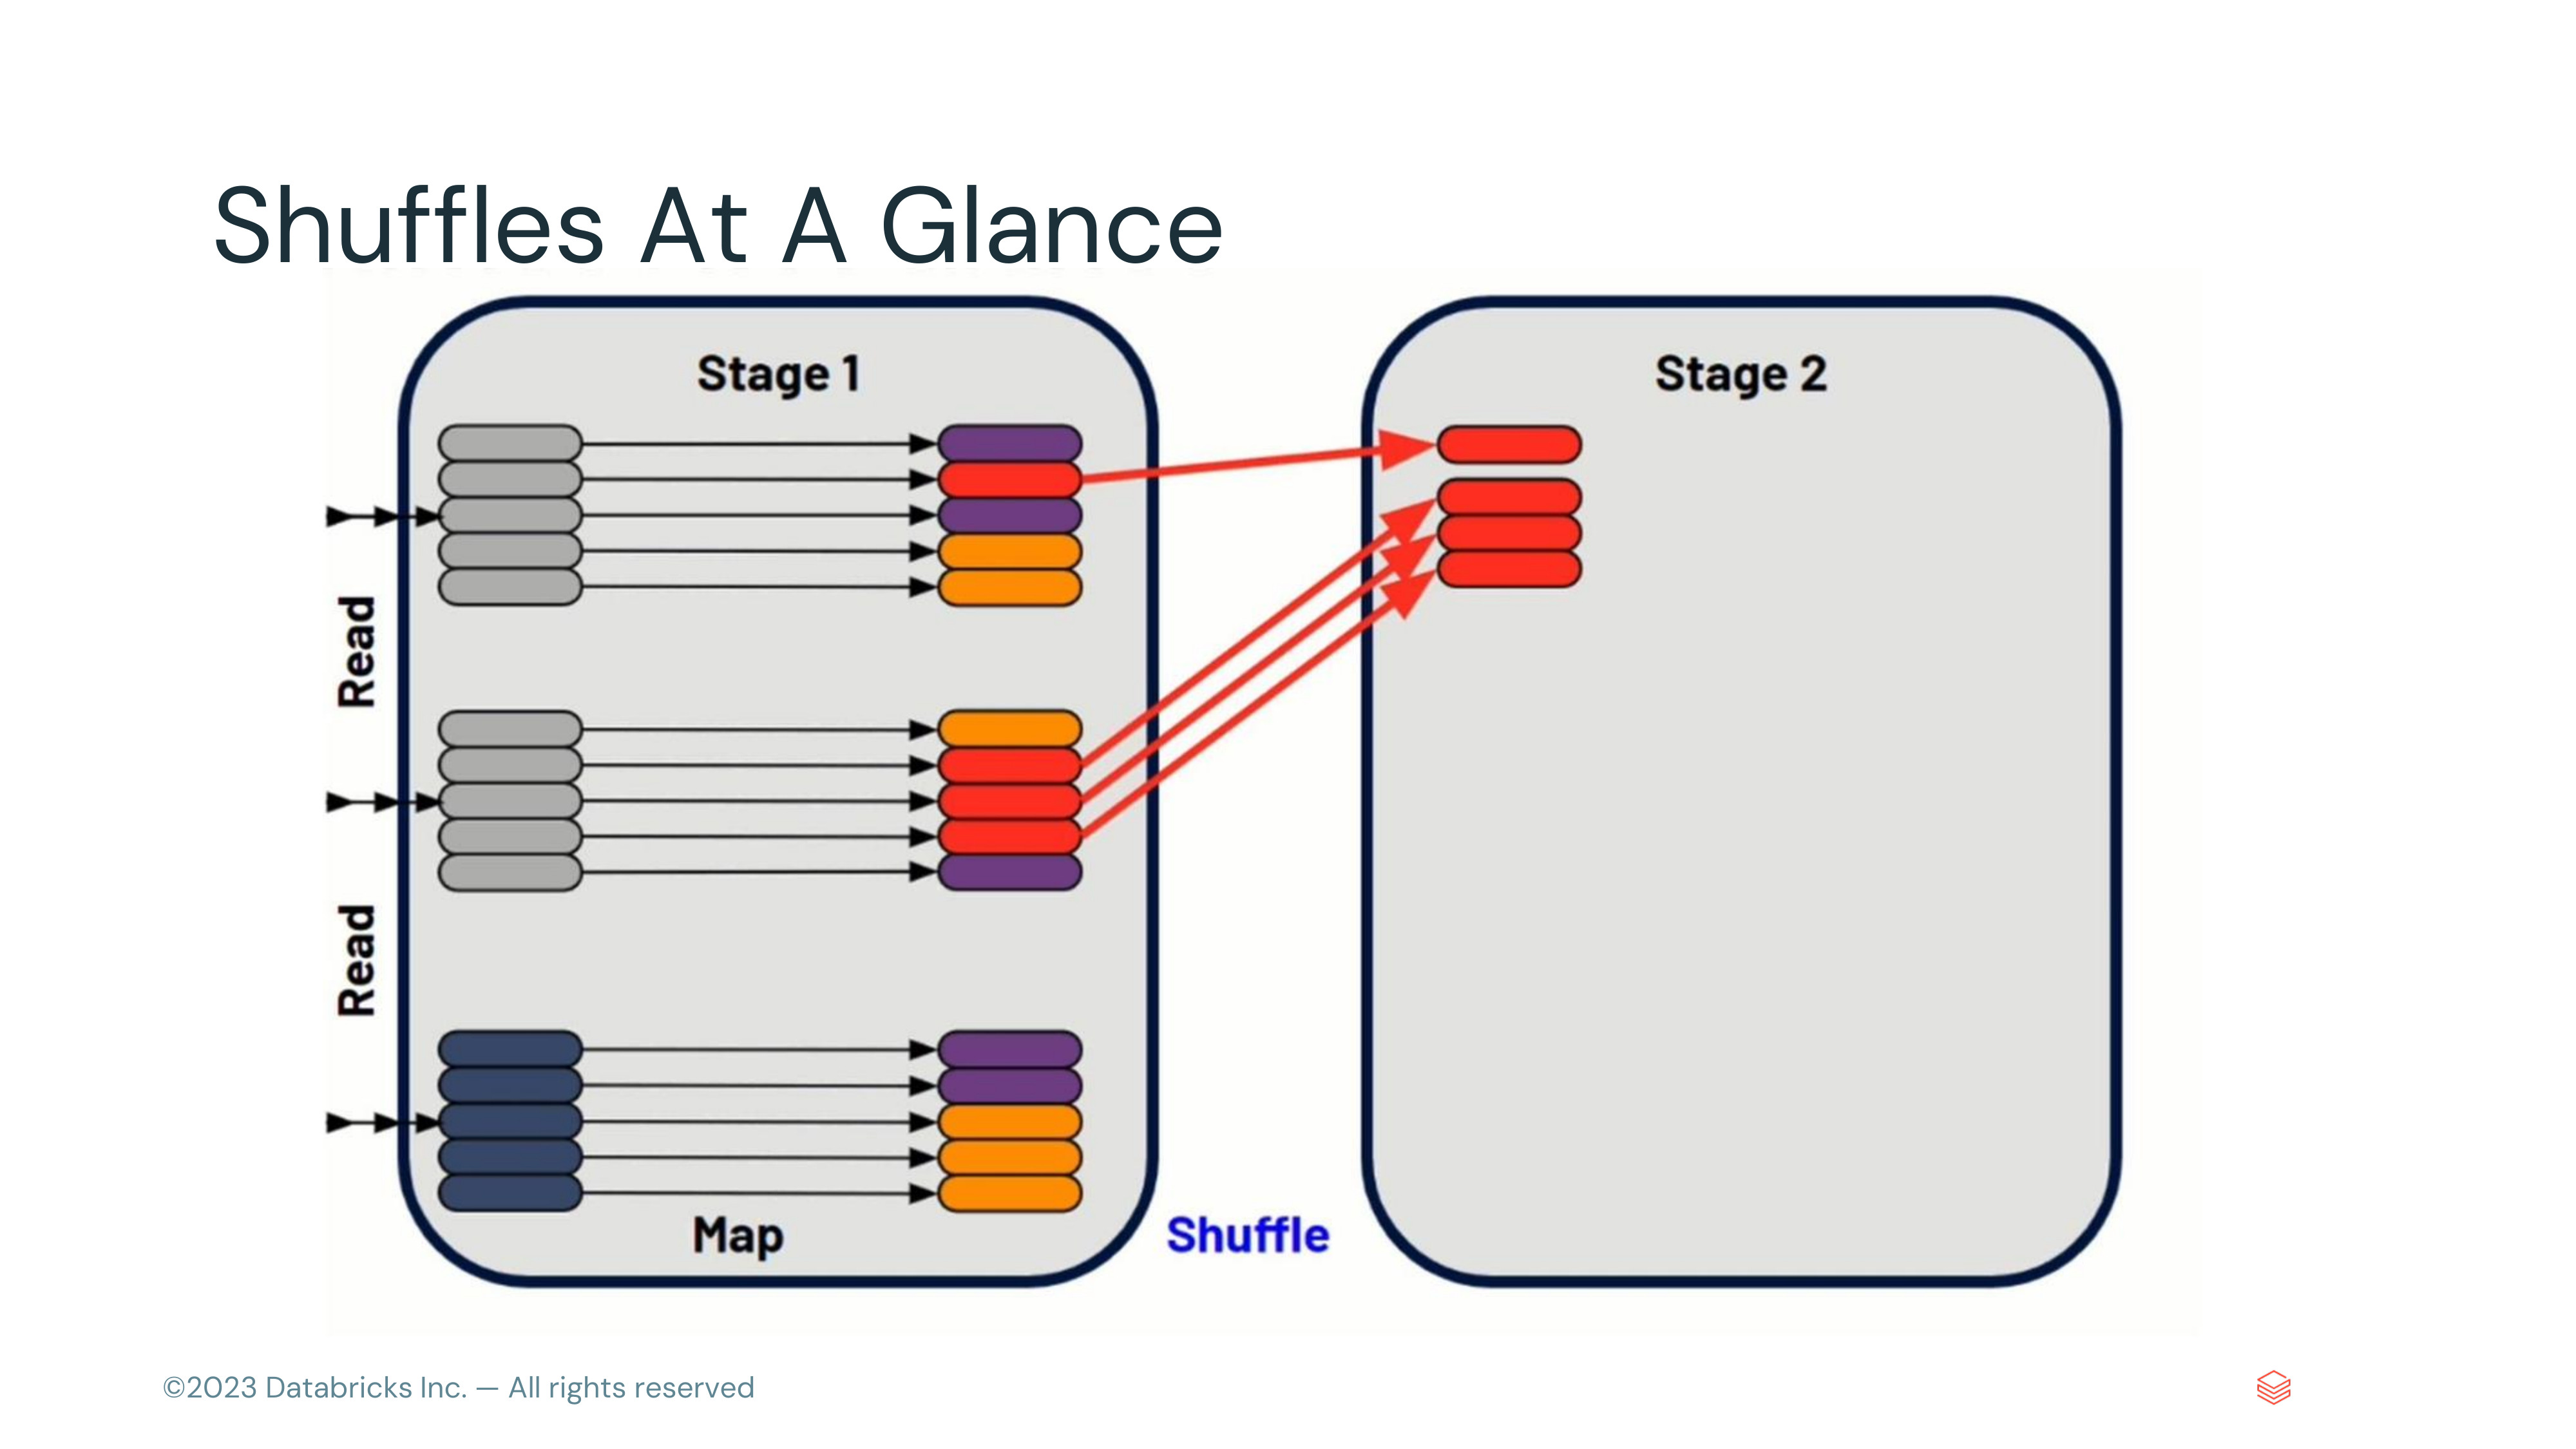 Shuffles At A Glance
Stage 1
Stage 2
Read
Read
Map
Shuffle
©2023 Databricks Inc. — All rights reserved